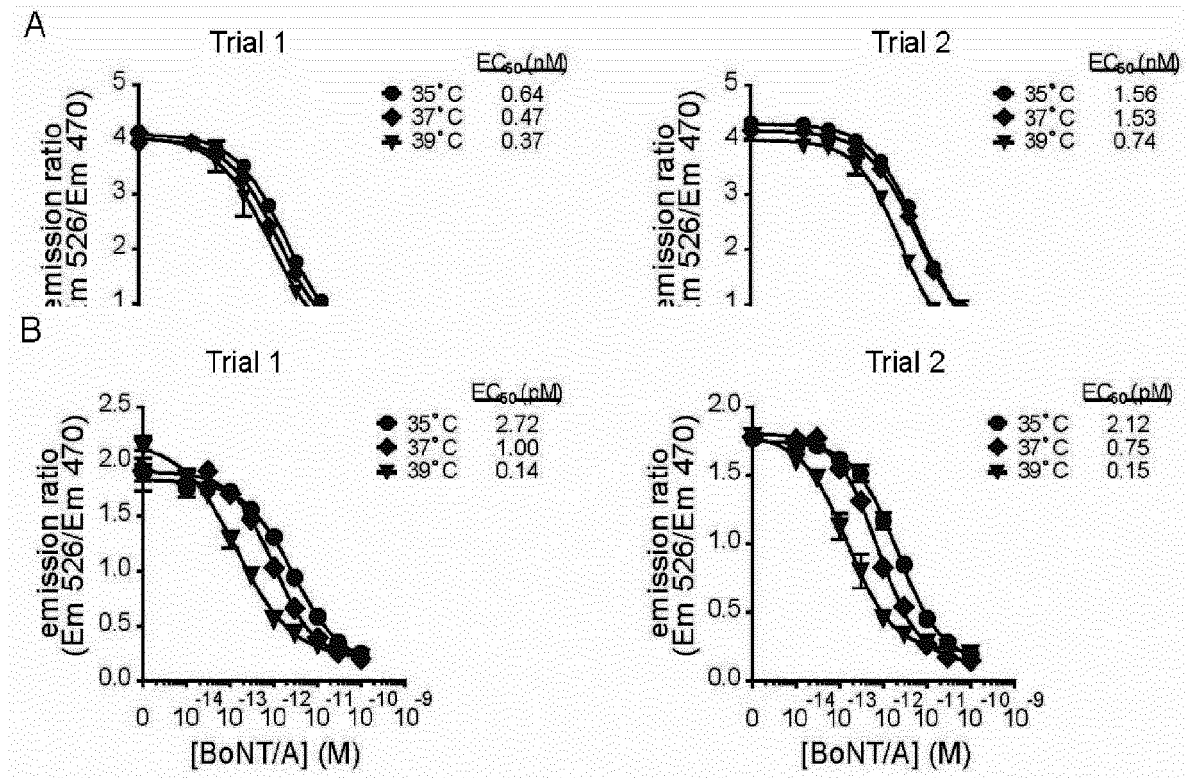 A
Trial 1
EC50 (nM)
35°C 0.64
37°C 0.47
39°C 0.37
5
4
3
2
1
emission ratio
m 526/Em 470)
Trial 2
EC50 (nM)
35°C 1.56
37°C 1.53
39°C 0.74
5
4
3
2
1
emission ratio
m 526/Em 470)
B
Trial 1
EC50 (pM)
35°C 2.72
37°C 1.00
39°C 0.14
2.5
2.0
1.5
1.0
0.5
0.0
emission ratio
(Em 526/Em 470)
0 10-14 10-13 10-12 10-11 10-10 10-9
[BoNT/A] (M)
Trial 2
EC50 (pM)
35°C 2.12
37°C 0.75
39°C 0.15
2.0
1.5
1.0
0.5
0.0
emission ratio
(Em 526/Em 470)
0 10-14 10-13 10-12 10-11 10-10 10-9
[BoNT/A] (M)